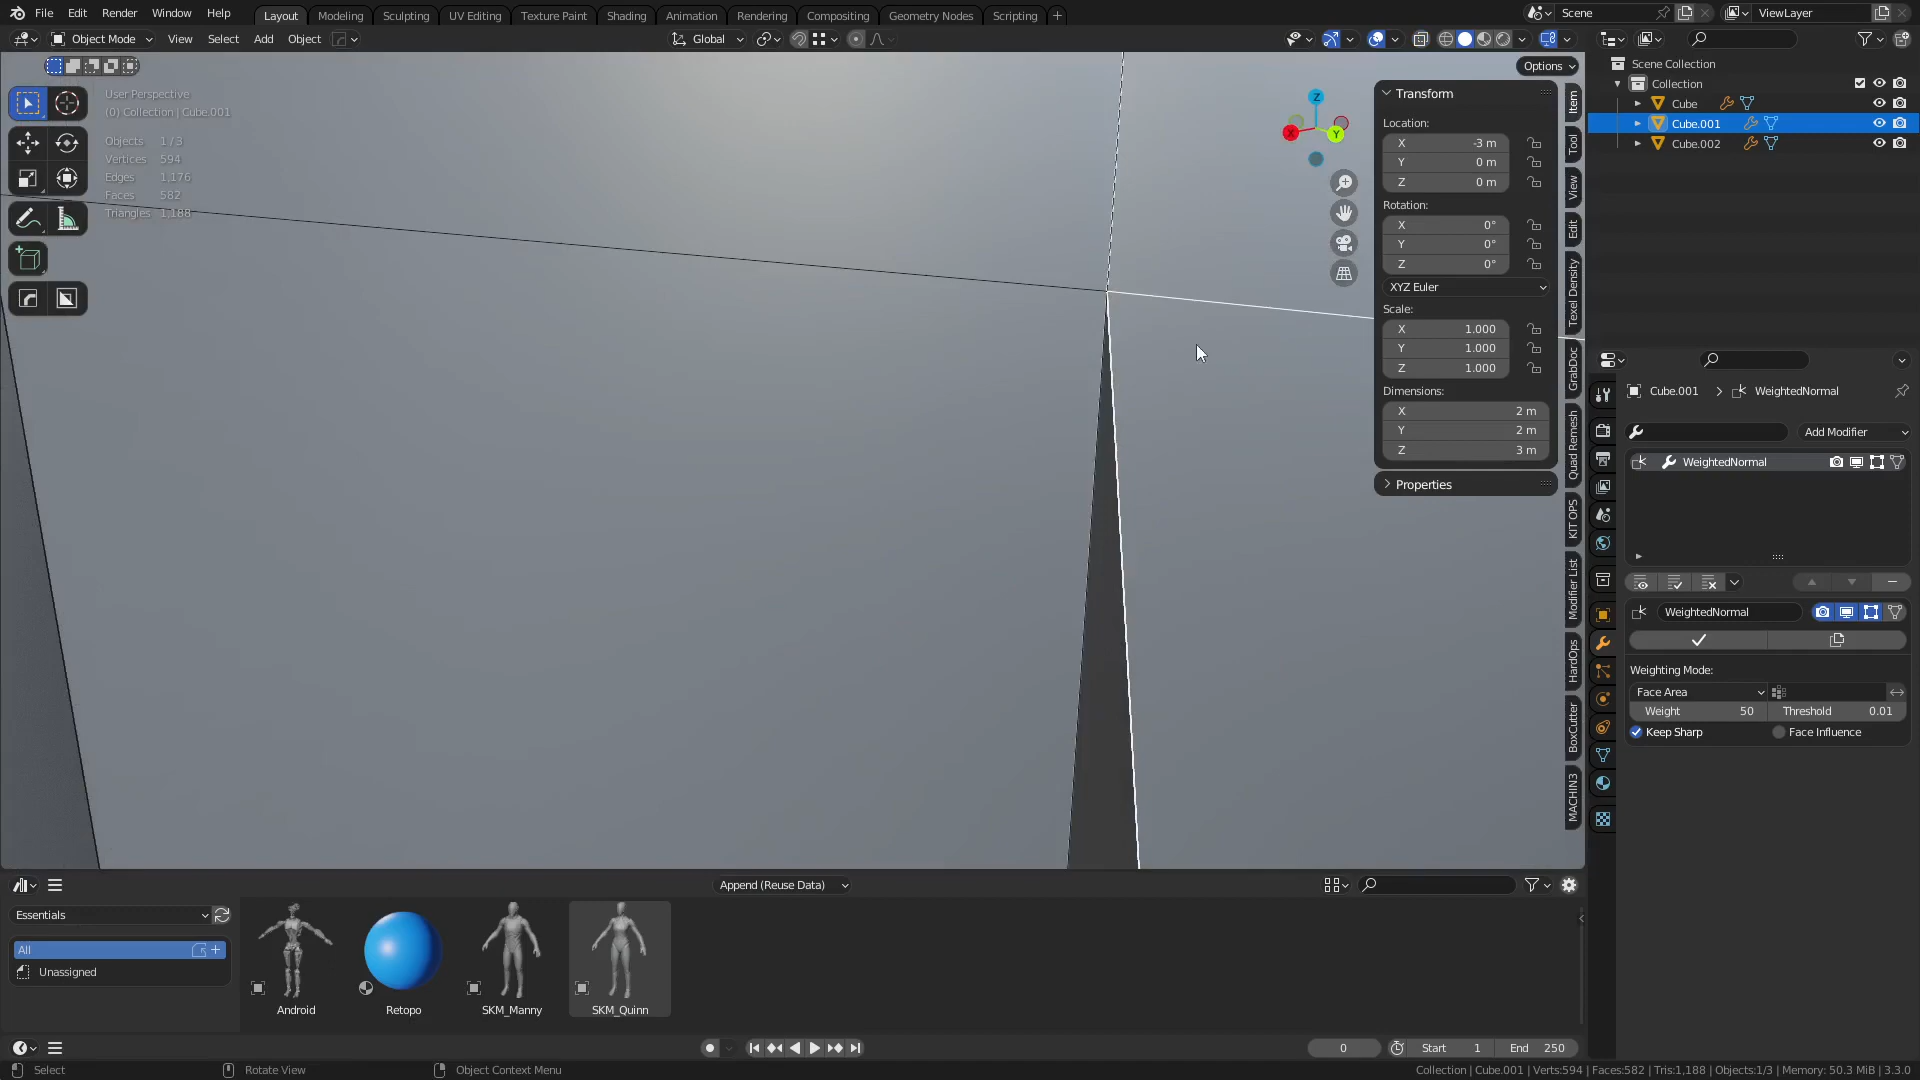 File Edit Render Window Help
Layout Modeling Sculpting UV Editing Texture Paint Shading Animation Rendering Compositing Geometry Nodes Scripting +
Scene
ViewLayer
Object Mode View Select Add Object
Global
Options
User Perspective
(0) Collection | Cube.001
Objects 1 / 3
Vertices 594
Edges 1,176
Faces 582
Triangles 1,188
Z
X
Y
Transform
Location:
X -3 m
Y 0 m
Z 0 m
Rotation:
X 0°
Y 0°
Z 0°
XYZ Euler
Scale:
X 1.000
Y 1.000
Z 1.000
Dimensions:
X 2 m
Y 2 m
Z 3 m
Properties
Item
Tool
View
Edit
Texel Density
GrabDoc
Quad Remesh
KIT OPS
Modifier List
HardOps
BoxCutter
MACHIN3
Scene Collection
Collection
Cube
Cube.001
Cube.002
Cube.001 > WeightedNormal
Add Modifier
WeightedNormal
WeightedNormal
Weighting Mode:
Face Area
Weight 50 Threshold 0.01
Keep Sharp Face Influence
Append (Reuse Data)
Essentials
All
Unassigned
Android Retopo SKM_Manny SKM_Quinn
0 Start 1 End 250
Select Rotate View Object Context Menu
Collection | Cube.001 | Verts:594 | Faces:582 | Tris:1,188 | Objects:1/3 | Memory: 50.3 MiB | 3.3.0